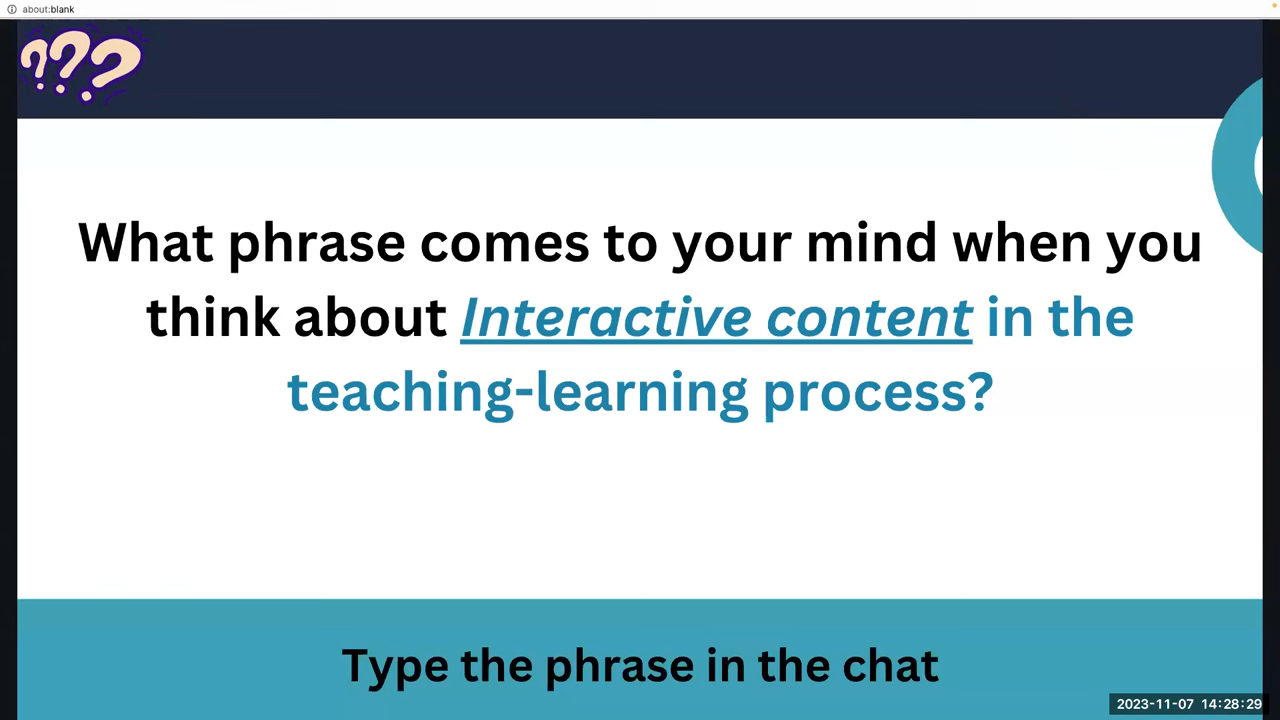 about:blank
???
What phrase comes to your mind when you
think about Interactive content in the
teaching-learning process?
Type the phrase in the chat
2023-11-07 14:28:29